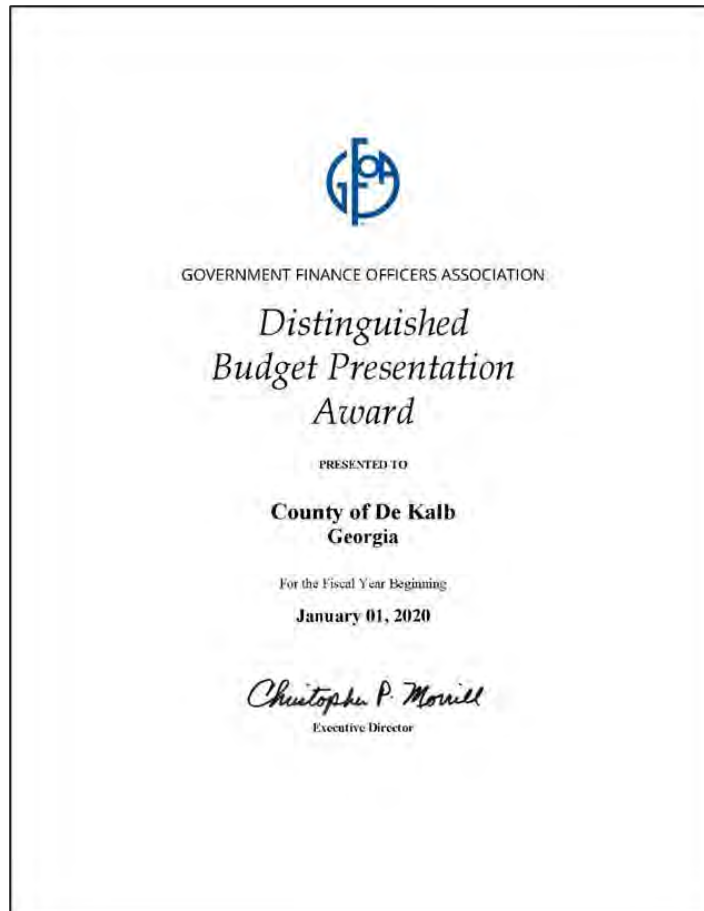 GFOA
GOVERNMENT FINANCE OFFICERS ASSOCIATION
Distinguished
Budget Presentation
Award
PRESENTED TO
County of De Kalb
Georgia
For the Fiscal Year Beginning
January 01, 2020
Christopher P. Morrill
Executive Director